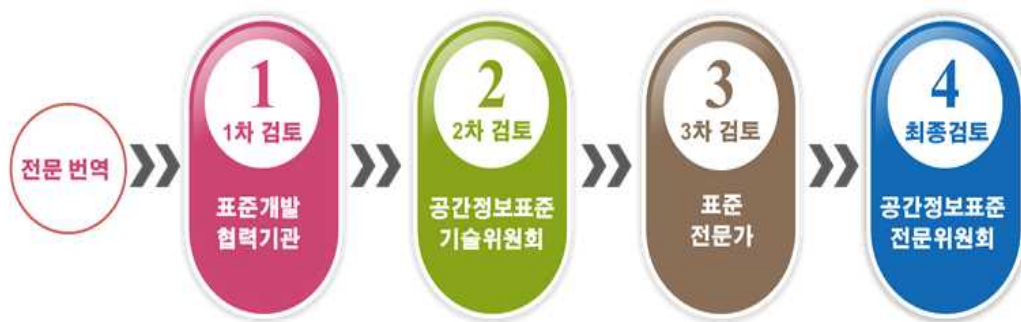 전문 번역
1
1차 검토
표준개발
협력기관
2
2차 검토
공간정보표준
기술위원회
3
3차 검토
표준
전문가
4
최종검토
공간정보표준
전문위원회